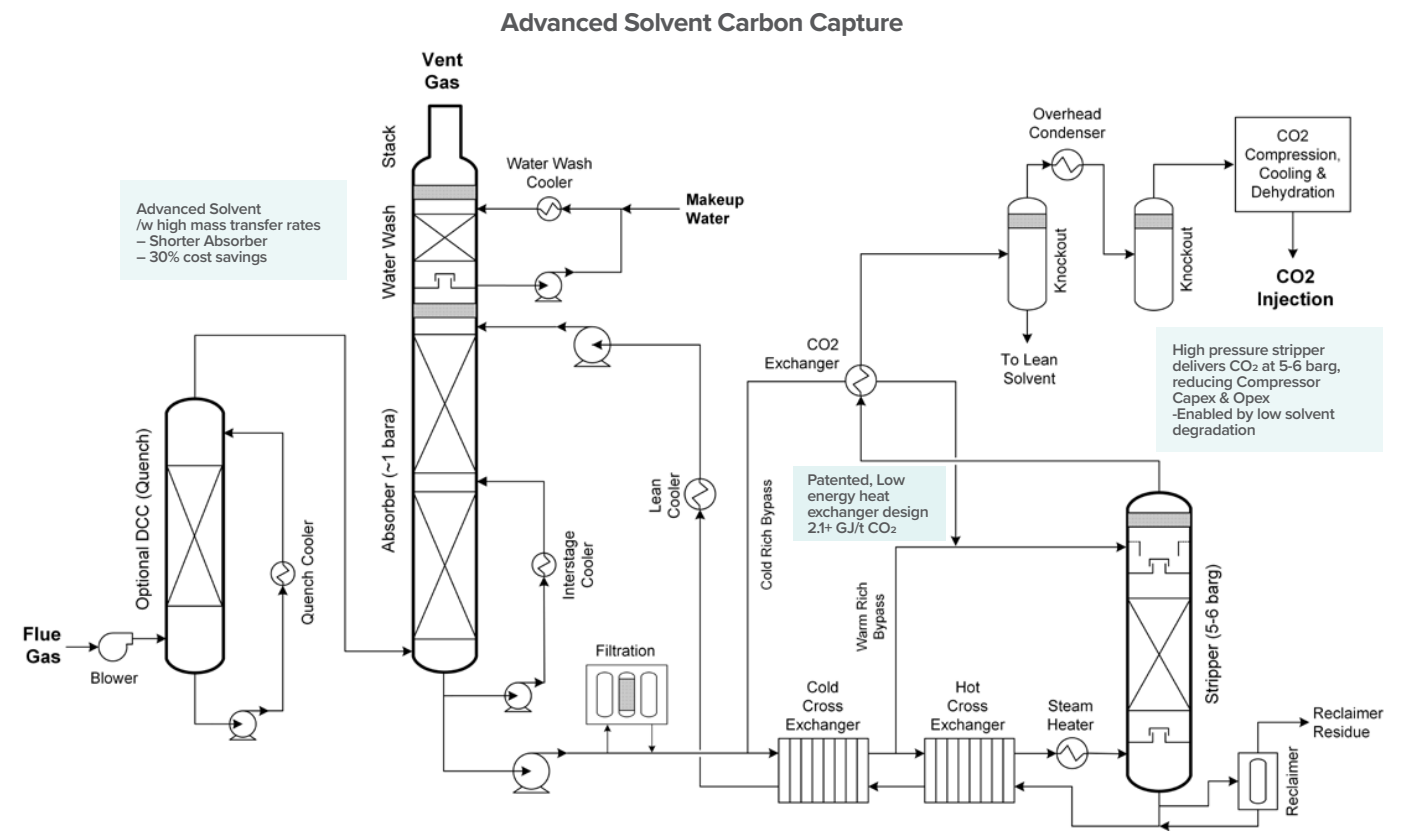 Advanced Solvent Carbon Capture
Vent
Gas
Stack
Water Wash
Cooler
Makeup
Water
Water Wash
Advanced Solvent
/w high mass transfer rates
– Shorter Absorber
– 30% cost savings
Overhead
Condenser
CO2
Compression,
Cooling &
Dehydration
Knockout
Knockout
CO2
Injection
To Lean
Solvent
CO2
Exchanger
High pressure stripper
delivers CO₂ at 5-6 barg,
reducing Compressor
Capex & Opex
-Enabled by low solvent
degradation
Optional DCC (Quench)
Quench Cooler
Absorber (~1 bara)
Interstage
Cooler
Lean
Cooler
Cold Rich Bypass
Patented, Low
energy heat
exchanger design
2.1+ GJ/t CO₂
Warm Rich
Bypass
Stripper (5-6 barg)
Flue
Gas
Blower
Filtration
Cold
Cross
Exchanger
Hot
Cross
Exchanger
Steam
Heater
Reclaimer
Residue
Reclaimer